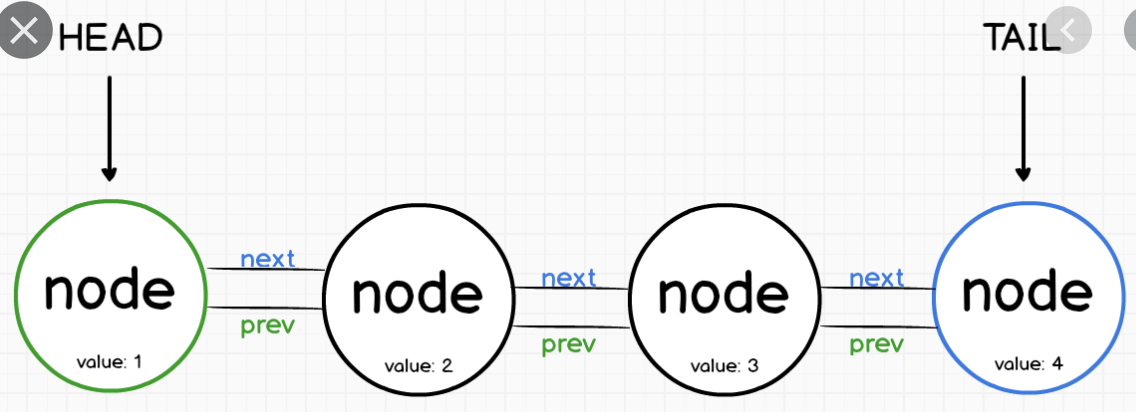 HEAD
TAIL
next
next
next
node
node
node
node
prev
prev
prev
value: 1
value: 2
value: 3
value: 4